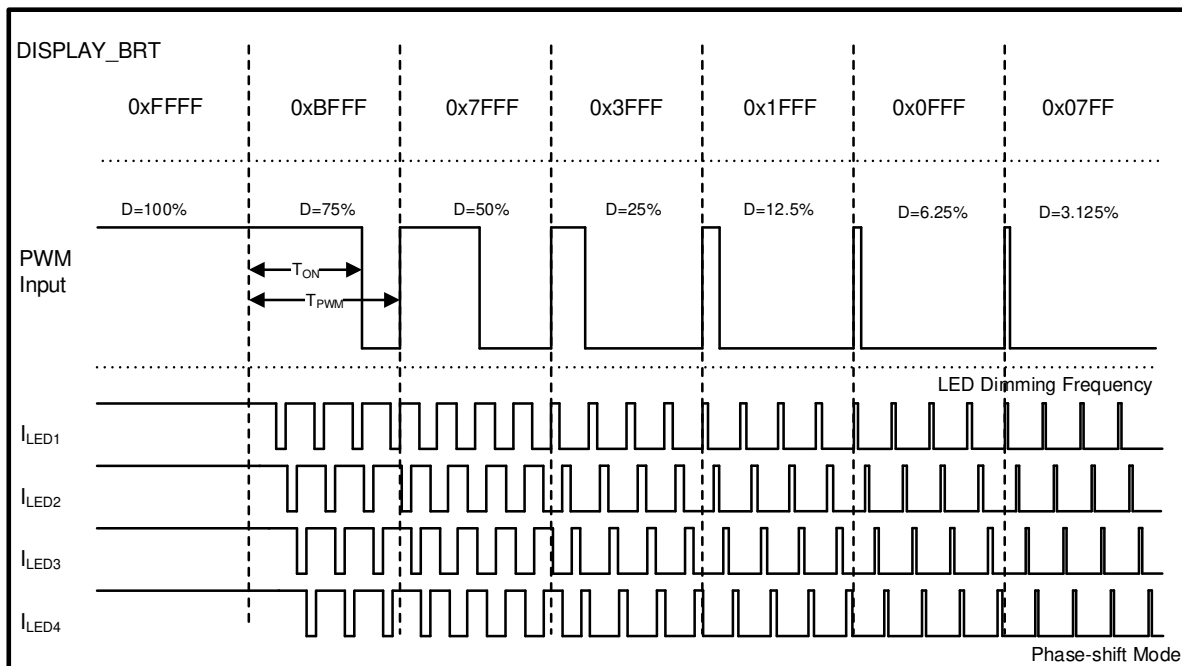 DISPLAY_BRT
0xFFFF 0xBFFF 0x7FFF 0x3FFF 0x1FFF 0x0FFF 0x07FF
D=100% D=75% D=50% D=25% D=12.5% D=6.25% D=3.125%
PWM
Input
TON
TPWM
LED Dimming Frequency
ILED1
ILED2
ILED3
ILED4
Phase-shift Mode